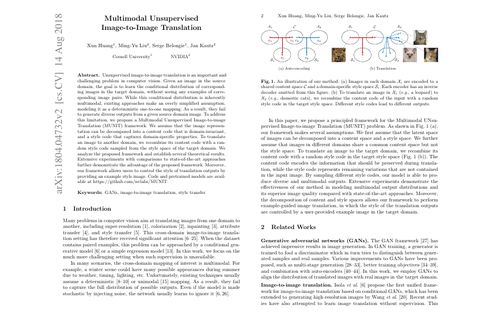 arXiv:1804.04732v2 [cs.CV] 14 Aug 2018
Multimodal Unsupervised
Image-to-Image Translation
Xun Huang¹, Ming-Yu Liu², Serge Belongie¹, Jan Kautz²
Cornell University¹ NVIDIA²
Abstract. Unsupervised image-to-image translation is an important and
challenging problem in computer vision. Given an image in the source
domain, the goal is to learn the conditional distribution of correspond-
ing images in the target domain, without seeing any examples of corre-
sponding image pairs. While this conditional distribution is inherently
multimodal, existing approaches make an overly simplified assumption,
modeling it as a deterministic one-to-one mapping. As a result, they fail
to generate diverse outputs from a given source domain image. To address
this limitation, we propose a Multimodal Unsupervised Image-to-image
Translation (MUNIT) framework. We assume that the image representa-
tion can be decomposed into a content code that is domain-invariant,
and a style code that captures domain-specific properties. To translate
an image to another domain, we recombine its content code with a ran-
dom style code sampled from the style space of the target domain. We
analyze the proposed framework and establish several theoretical results.
Extensive experiments with comparisons to state-of-the-art approaches
further demonstrate the advantage of the proposed framework. Moreover,
our framework allows users to control the style of translation outputs by
providing an example style image. Code and pretrained models are avail-
able at https://github.com/nvlabs/MUNIT
Keywords: GANs, image-to-image translation, style transfer
1 Introduction
Many problems in computer vision aim at translating images from one domain to
another, including super-resolution [1], colorization [2], inpainting [3], attribute
transfer [4], and style transfer [5]. This cross-domain image-to-image transla-
tion setting has therefore received significant attention [6–25]. When the dataset
contains paired examples, this problem can be approached by a conditional gen-
erative model [6] or a simple regression model [13]. In this work, we focus on the
much more challenging setting when such supervision is unavailable.
In many scenarios, the cross-domain mapping of interest is multimodal. For
example, a winter scene could have many possible appearances during summer
due to weather, timing, lighting, etc. Unfortunately, existing techniques usually
assume a deterministic [8–10] or unimodal [15] mapping. As a result, they fail
to capture the full distribution of possible outputs. Even if the model is made
stochastic by injecting noise, the network usually learns to ignore it [6,26].
2 Xun Huang, Ming-Yu Liu, Serge Belongie, Jan Kautz
(a) Auto-encoding (b) Translation
Fig. 1. An illustration of our method. (a) Images in each domain are encoded to a
shared content space C and a domain-specific style space. Each encoder has an inverse
decoder omitted from this figure. (b) To translate an image in (e.g., a leopard) to
(e.g., domestic cats), we recombine the content code of the input with a random
style code in the target style space. Different style codes lead to different outputs.
In this paper, we propose a principled framework for the Multimodal UNsu-
pervised Image-to-image Translation (MUNIT) problem. As shown in Fig. 1 (a),
our framework makes several assumptions. We first assume that the latent space
of images can be decomposed into a content space and a style space. We further
assume that images in different domains share a common content space but not
the style space. To translate an image to the target domain, we recombine its
content code with a random style code in the target style space (Fig. 1 (b)). The
content code encodes the information that should be preserved during transla-
tion, while the style code represents remaining variations that are not contained
in the input image. By sampling different style codes, our model is able to pro-
duce diverse and multimodal outputs. Extensive experiments demonstrate the
effectiveness of our method in modeling multimodal output distributions and
its superior image quality compared with state-of-the-art approaches. Moreover,
the decomposition of content and style spaces allows our framework to perform
example-guided image translation, in which the style of the translation outputs
are controlled by a user-provided example image in the target domain.
2 Related Works
Generative adversarial networks (GANs). The GAN framework [27] has
achieved impressive results in image generation. In GAN training, a generator is
trained to fool a discriminator which in turn tries to distinguish between gener-
ated samples and real samples. Various improvements to GANs have been pro-
posed, such as multi-stage generation [28–33], better training objectives [34–39],
and combination with auto-encoders [40–44]. In this work, we employ GANs to
align the distribution of translated images with real images in the target domain.
Image-to-image translation. Isola et al. [6] propose the first unified frame-
work for image-to-image translation based on conditional GANs, which has been
extended to generating high-resolution images by Wang et al. [20]. Recent stud-
ies have also attempted to learn image translation without supervision. This